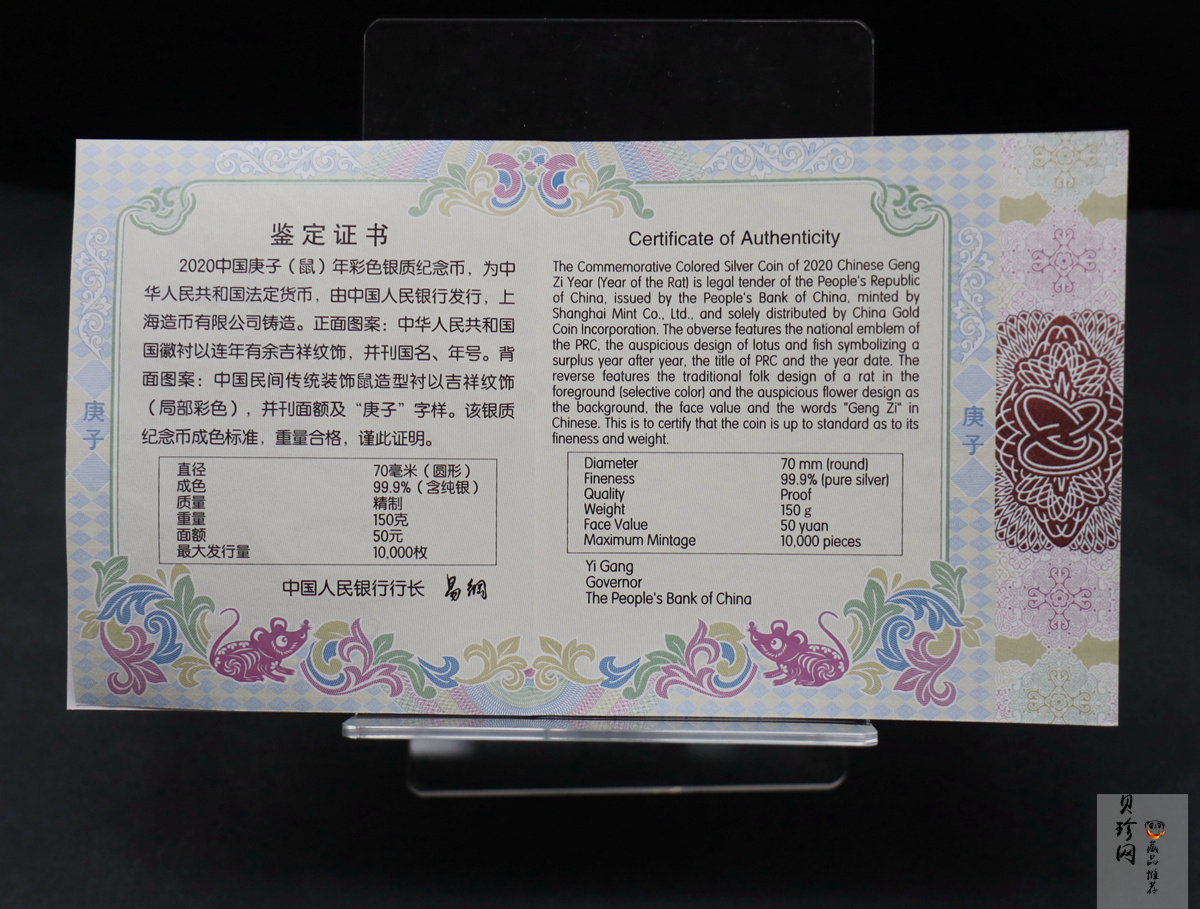 鉴定证书
2020中国庚子（鼠）年彩色银质纪念币，为中
华人民共和国法定货币，由中国人民银行发行，上
海造币有限公司铸造。正面图案：中华人民共和国
国徽衬以连年有余吉祥纹饰，并刊国名、年号。背
面图案：中国民间传统装饰鼠造型衬以吉祥纹饰
（局部彩色），并刊面额及“庚子”字样。该银质
纪念币成色标准，重量合格，谨此证明。
直径 70毫米（圆形）
成色 99.9%（含纯银）
质量 精制
重量 150克
面额 50元
最大发行量 10,000枚
中国人民银行行长 易纲
Certificate of Authenticity
The Commemorative Colored Silver Coin of 2020 Chinese Geng
Zi Year (Year of the Rat) is legal tender of the People's Republic
of China, issued by the People's Bank of China, minted by
Shanghai Mint Co., Ltd., and solely distributed by China Gold
Coin Incorporation. The obverse features the national emblem of
the PRC, the auspicious design of lotus and fish symbolizing a
surplus year after year, the title of PRC and the year date. The
reverse features the traditional folk design of a rat in the
foreground (selective color) and the auspicious flower design as
the background, the face value and the words "Geng Zi" in
Chinese. This is to certify that the coin is up to standard as to its
fineness and weight.
Diameter 70 mm (round)
Fineness 99.9% (pure silver)
Quality Proof
Weight 150 g
Face Value 50 yuan
Maximum Mintage 10,000 pieces
Yi Gang
Governor
The People's Bank of China
庚子
庚子
贝珍网
藏品推荐